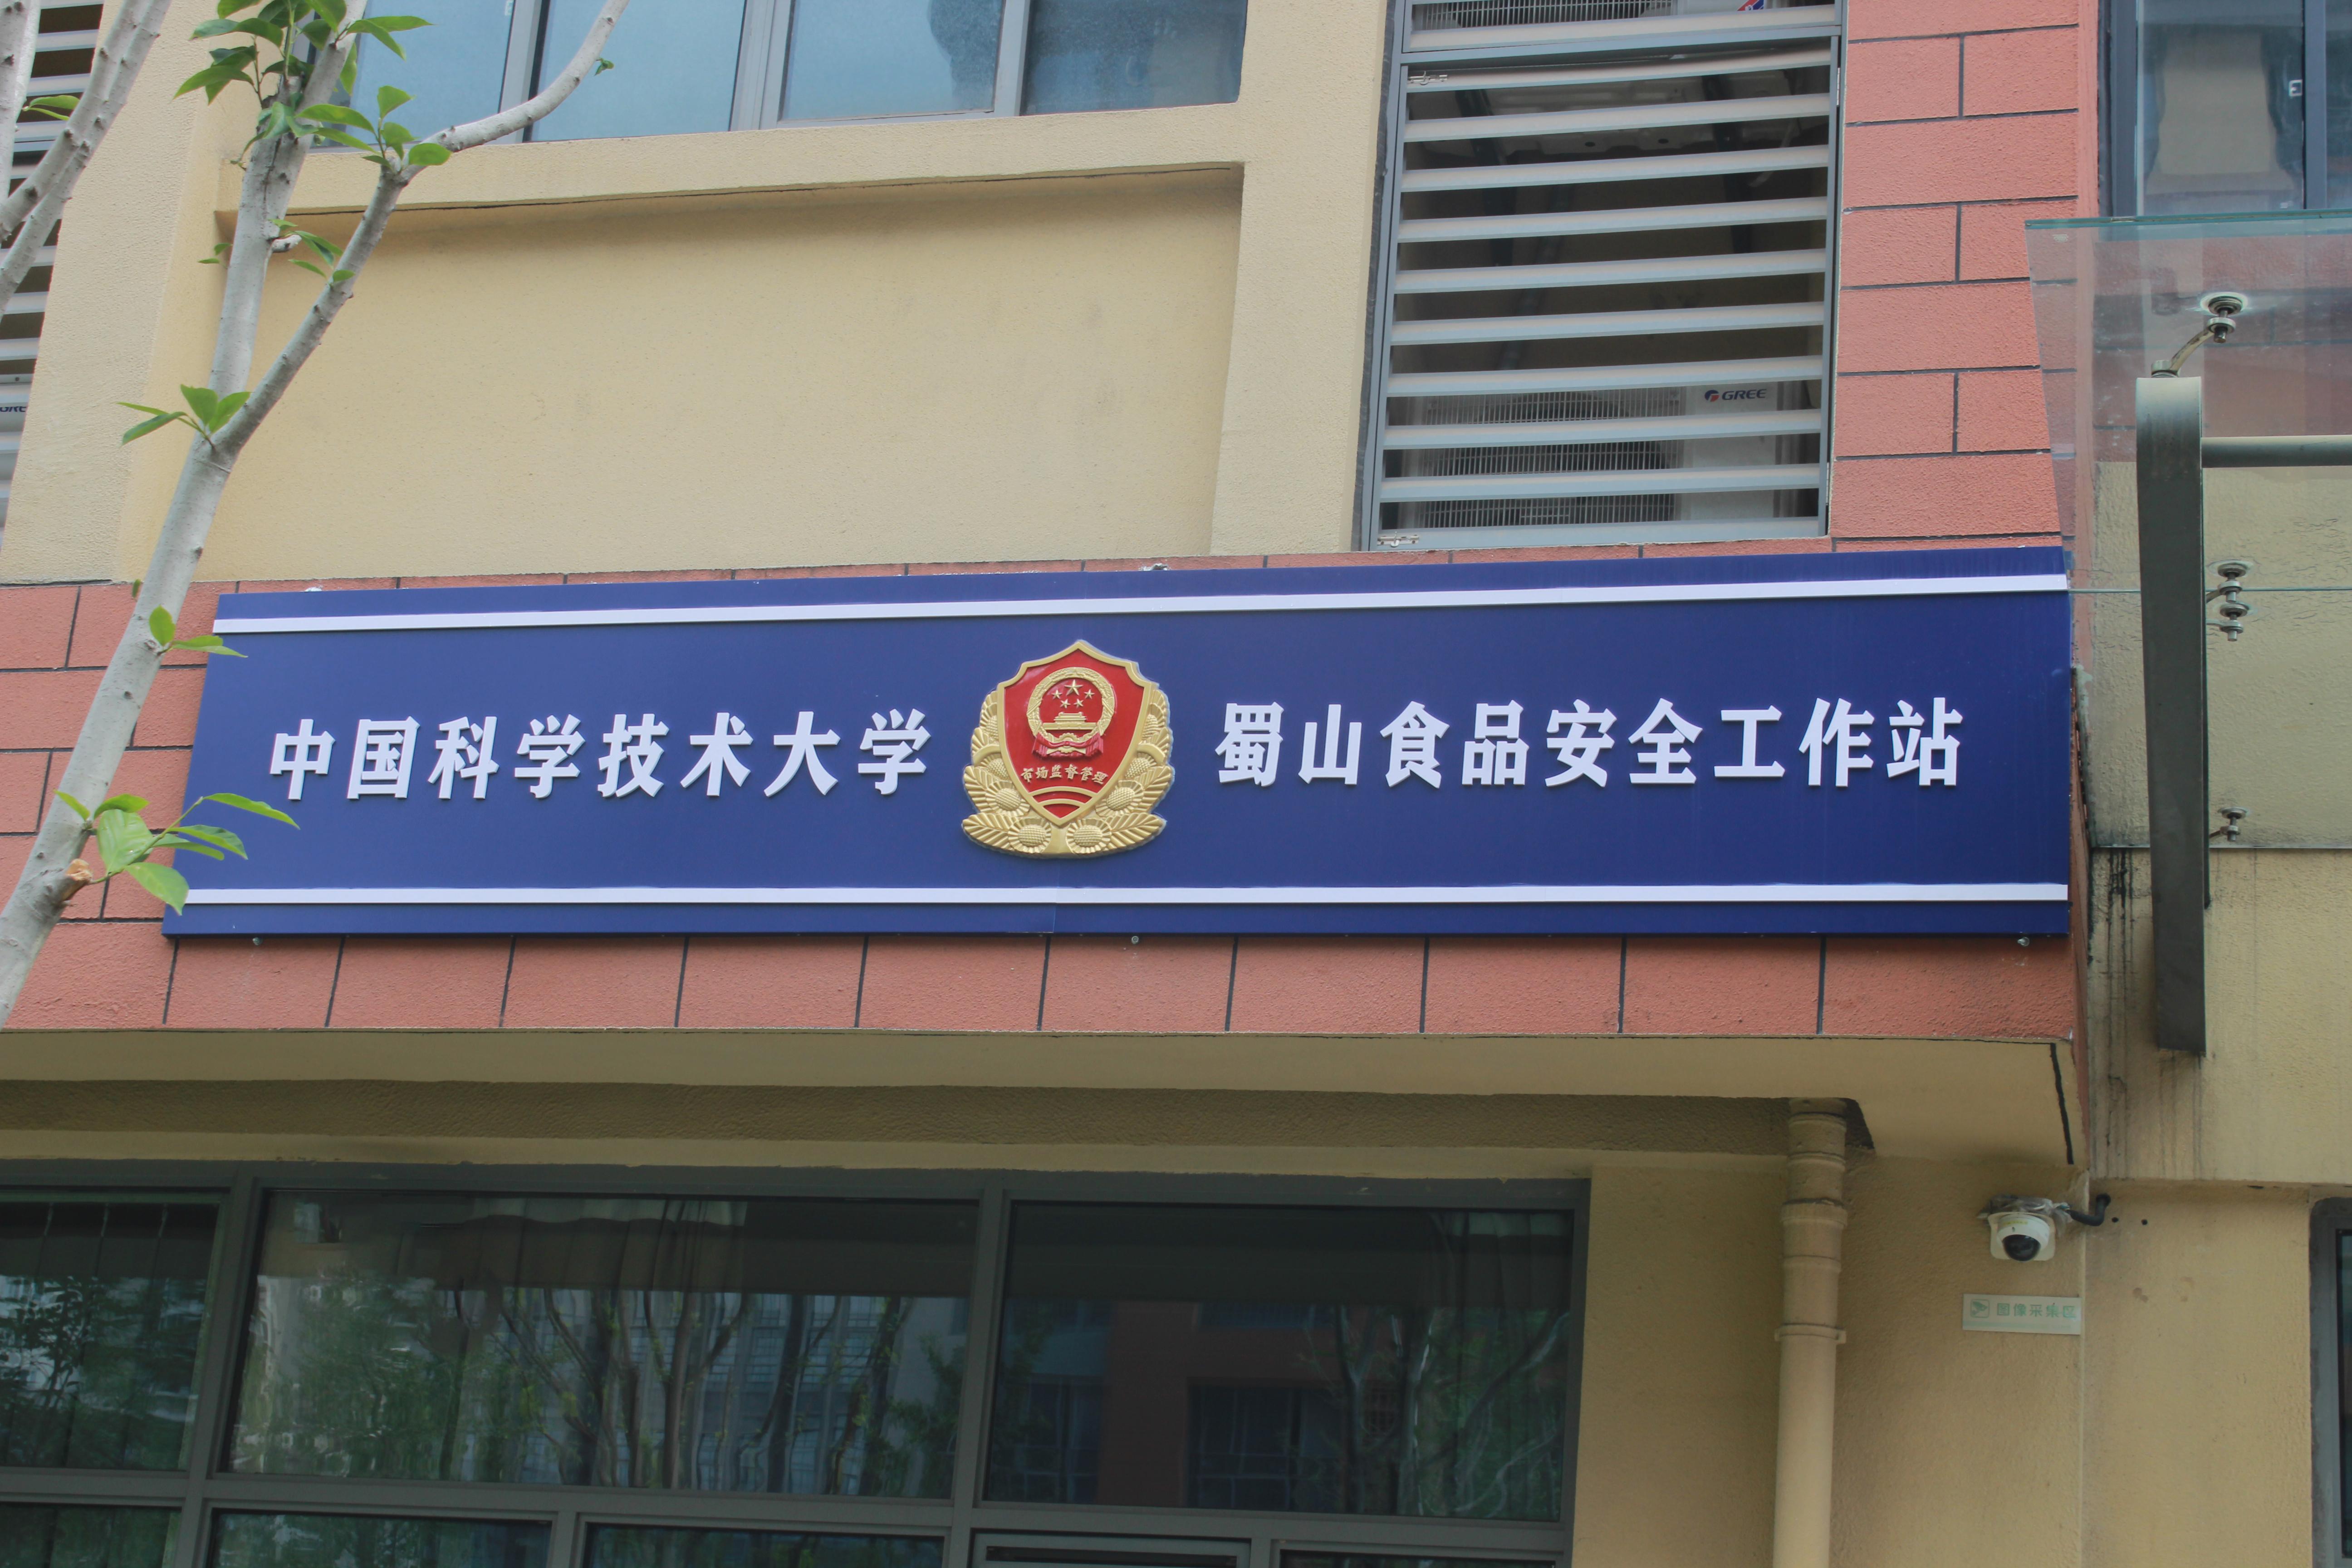 GREE
中国科学技术大学 市场监督管理 蜀山食品安全工作站
图像采集区